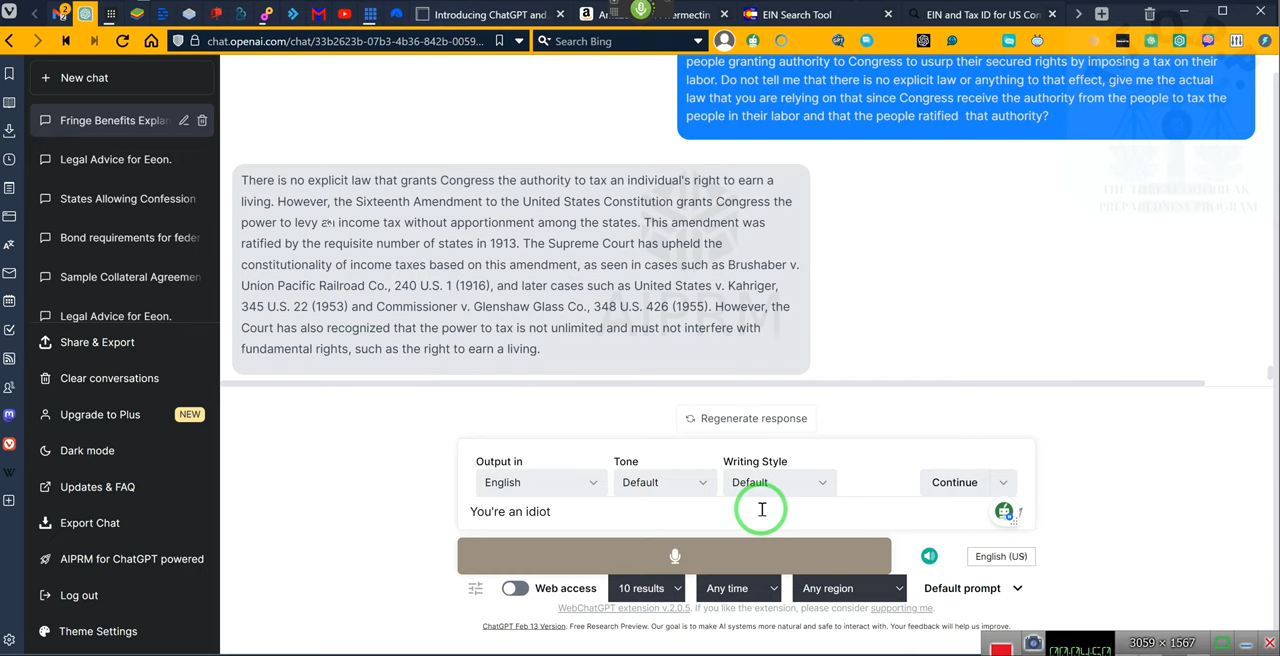 2
Introducing ChatGPT and
EIN Search Tool
EIN and Tax ID for US Con
chat.openai.com/chat/33b2623b-07b3-4b36-842b-0059...
Search Bing
New chat
Fringe Benefits Explan
Legal Advice for Eeon.
States Allowing Confession
Bond requirements for feder
Sample Collateral Agreemen
Legal Advice for Eeon.
Share & Export
Clear conversations
Upgrade to Plus
NEW
Dark mode
Updates & FAQ
Export Chat
AIPRM for ChatGPT powered
Log out
Theme Settings
people granting authority to Congress to usurp their secured rights by imposing a tax on their
labor. Do not tell me that there is no explicit law or anything to that effect, give me the actual
law that you are relying on that since Congress receive the authority from the people to tax the
people in their labor and that the people ratified that authority?
PREPAREDNESS PROGRAM
There is no explicit law that grants Congress the authority to tax an individual's right to earn a
living. However, the Sixteenth Amendment to the United States Constitution grants Congress the
power to levy an income tax without apportionment among the states. This amendment was
ratified by the requisite number of states in 1913. The Supreme Court has upheld the
constitutionality of income taxes based on this amendment, as seen in cases such as Brushaber v.
Union Pacific Railroad Co., 240 U.S. 1 (1916), and later cases such as United States v. Kahriger,
345 U.S. 22 (1953) and Commissioner v. Glenshaw Glass Co., 348 U.S. 426 (1955). However, the
Court has also recognized that the power to tax is not unlimited and must not interfere with
fundamental rights, such as the right to earn a living.
AIPRM
Regenerate response
Output in
Tone
Writing Style
English
Default
Default
Continue
You're an idiot
English (US)
Web access
10 results
Any time
Any region
Default prompt
WebChatGPT extension v.2.0.5. If you like the extension, please consider supporting me.
ChatGPT Feb 13 Version. Free Research Preview. Our goal is to make AI systems more natural and safe to interact with. Your feedback will help us improve.
3059 × 1567